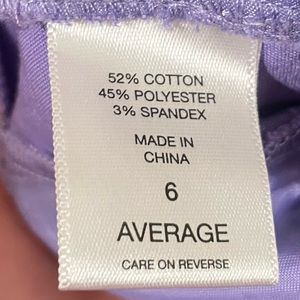 52% COTTON
45% POLYESTER
3% SPANDEX
MADE IN
CHINA
6
AVERAGE
CARE ON REVERSE